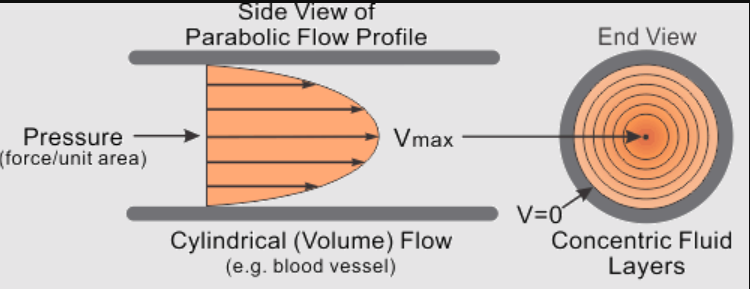 Side View of
Parabolic Flow Profile
End View
Pressure
(force/unit area)
Vmax
V=0
Cylindrical (Volume) Flow
(e.g. blood vessel)
Concentric Fluid
Layers